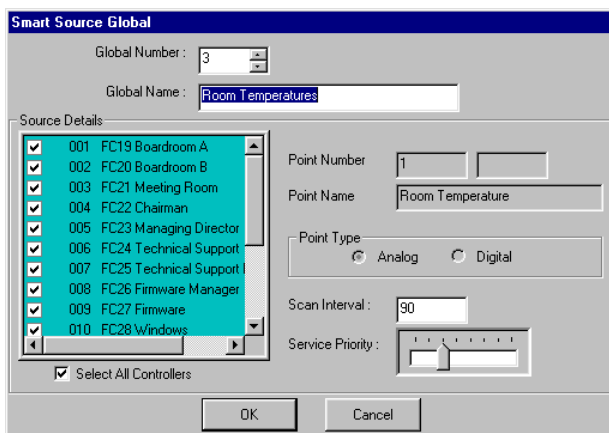 Smart Source Global
Global Number : 3
Global Name : Room Temperatures
Source Details
001 FC19 Boardroom A
002 FC20 Boardroom B
003 FC21 Meeting Room
004 FC22 Chairman
005 FC23 Managing Director
006 FC24 Technical Support
007 FC25 Technical Support
008 FC26 Firmware Manager
009 FC27 Firmware
010 FC28 Windows
Select All Controllers
Point Number 1
Point Name Room Temperature
Point Type
Analog Digital
Scan Interval : 90
Service Priority :
OK Cancel